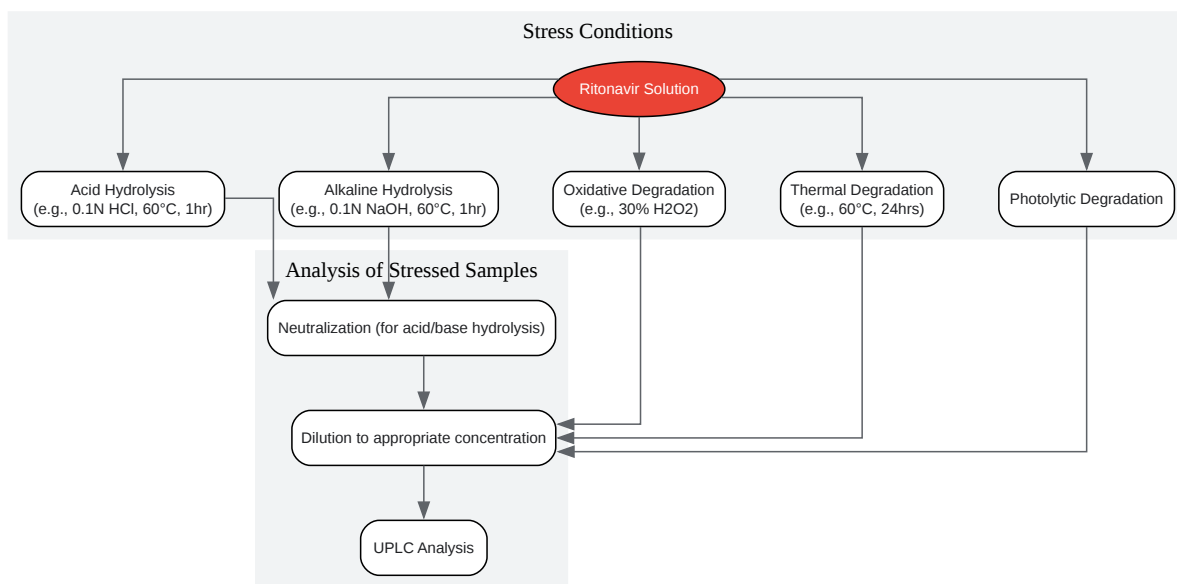 Stress Conditions
Ritonavir Solution
Acid Hydrolysis
(e.g., 0.1N HCl, 60°C, 1hr)
Alkaline Hydrolysis
(e.g., 0.1N NaOH, 60°C, 1hr)
Oxidative Degradation
(e.g., 30% H2O2)
Thermal Degradation
(e.g., 60°C, 24hrs)
Photolytic Degradation
Analysis of Stressed Samples
Neutralization (for acid/base hydrolysis)
Dilution to appropriate concentration
UPLC Analysis